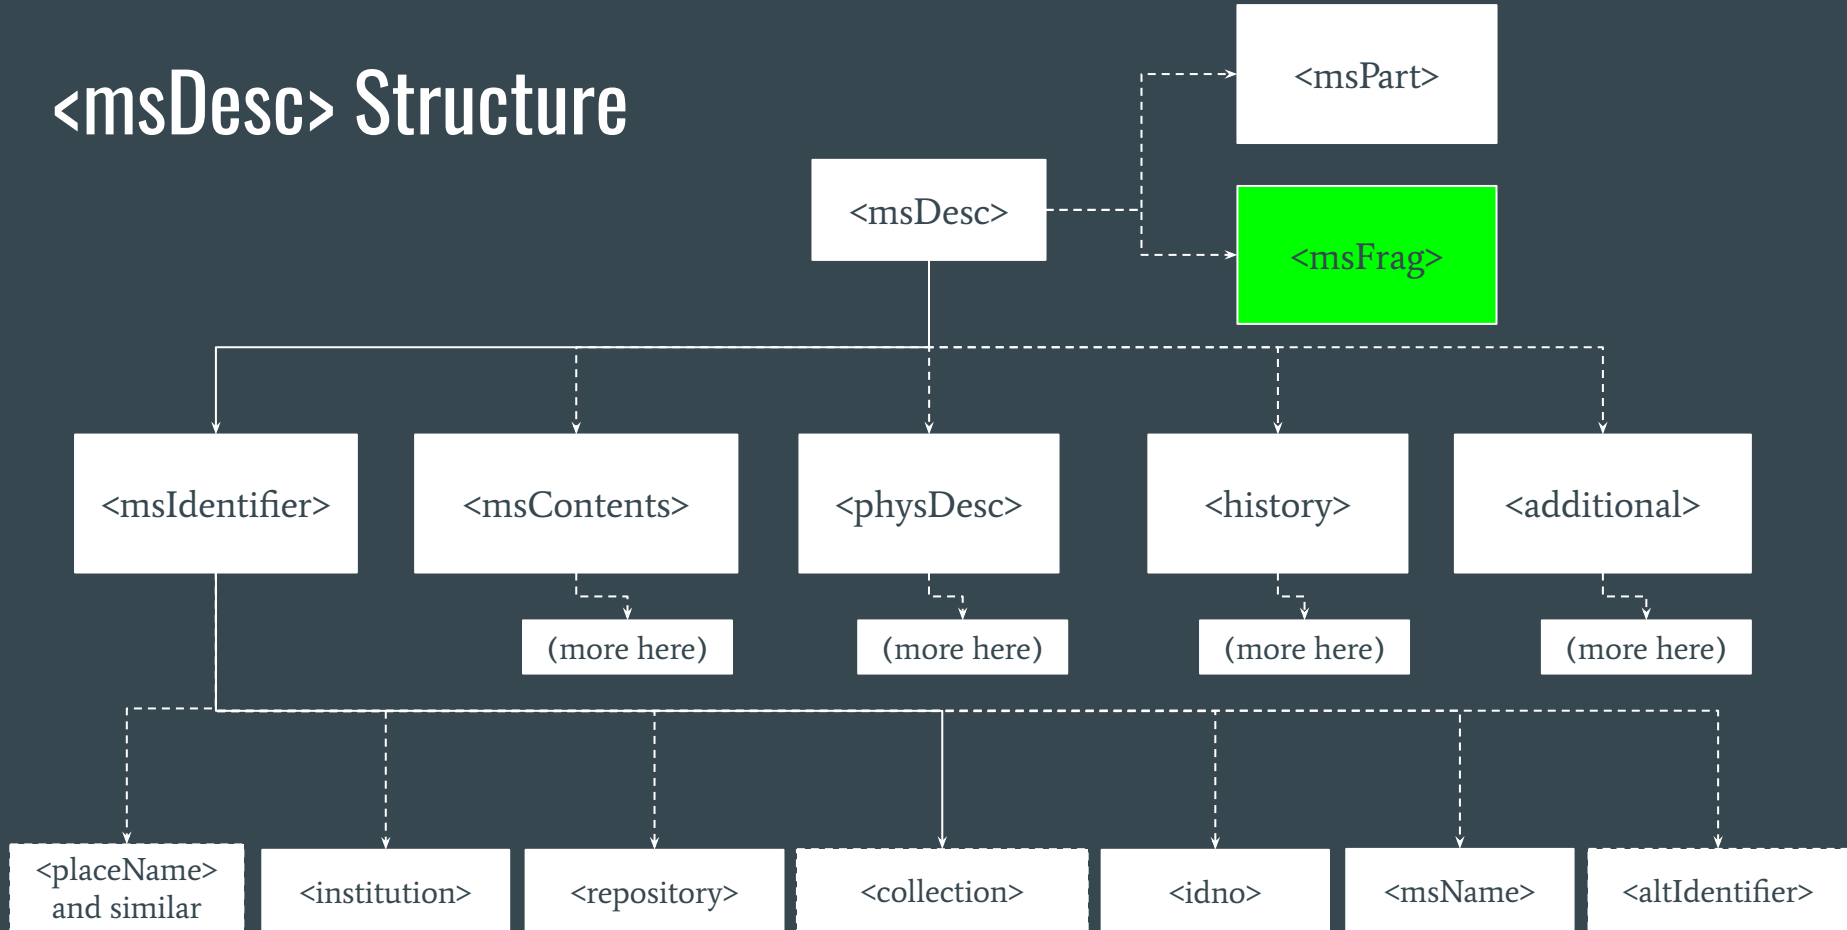 <msDesc> Structure
<msPart>
<msDesc>
<msFrag>
<msIdentifier>
<msContents>
<physDesc>
<history>
<additional>
(more here)
(more here)
(more here)
(more here)
<placeName>
and similar
<institution>
<repository>
<collection>
<idno>
<msName>
<altIdentifier>